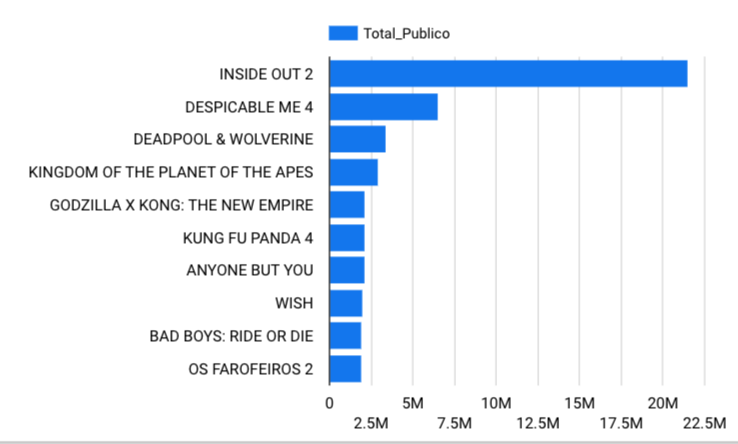 Total_Publico
INSIDE OUT 2
DESPICABLE ME 4
DEADPOOL & WOLVERINE
KINGDOM OF THE PLANET OF THE APES
GODZILLA X KONG: THE NEW EMPIRE
KUNG FU PANDA 4
ANYONE BUT YOU
WISH
BAD BOYS: RIDE OR DIE
OS FAROFEIROS 2
0 5M 10M 15M 20M
2.5M 7.5M 12.5M 17.5M 22.5M